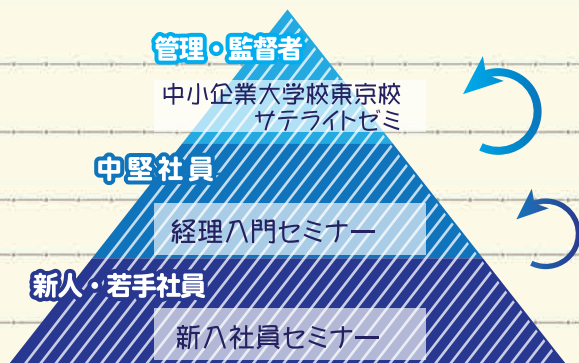 管理・監督者
中小企業大学校東京校
サテライトゼミ
中堅社員
経理入門セミナー
新人・若手社員
新入社員セミナー